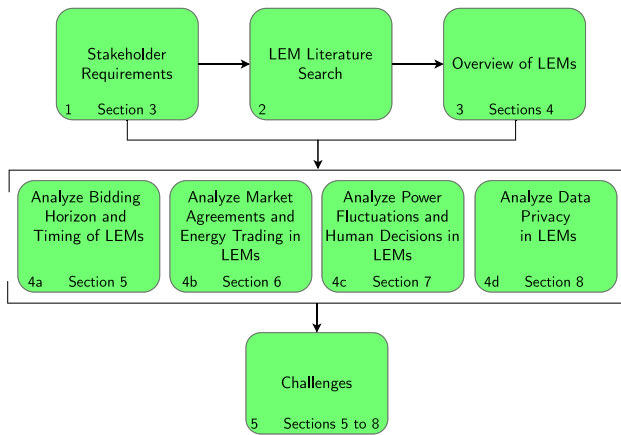 Stakeholder
Requirements
1 Section 3
LEM Literature
Search
2
Overview of LEMs
3 Sections 4
Analyze Bidding
Horizon and
Timing of LEMs
4a Section 5
Analyze Market
Agreements and
Energy Trading in
LEMs
4b Section 6
Analyze Power
Fluctuations and
Human Decisions in
LEMs
4c Section 7
Analyze Data
Privacy
in LEMs
4d Section 8
Challenges
5 Sections 5 to 8